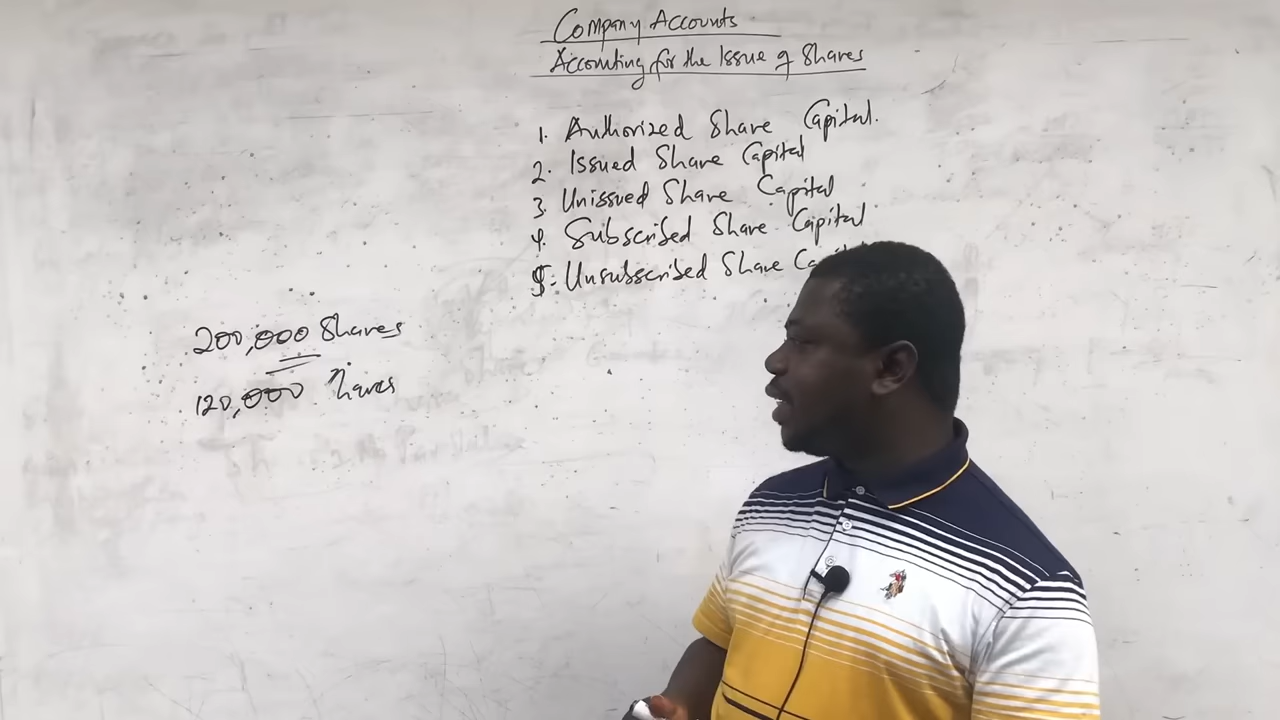 Company Accounts
Accounting for the Issue of Shares
1. Authorized Share Capital.
2. Issued Share Capital
3. Unissued Share Capital
4. Subscribed Share Capital
5. Unsubscribed Share
200,000 Shares
120,000 Shares